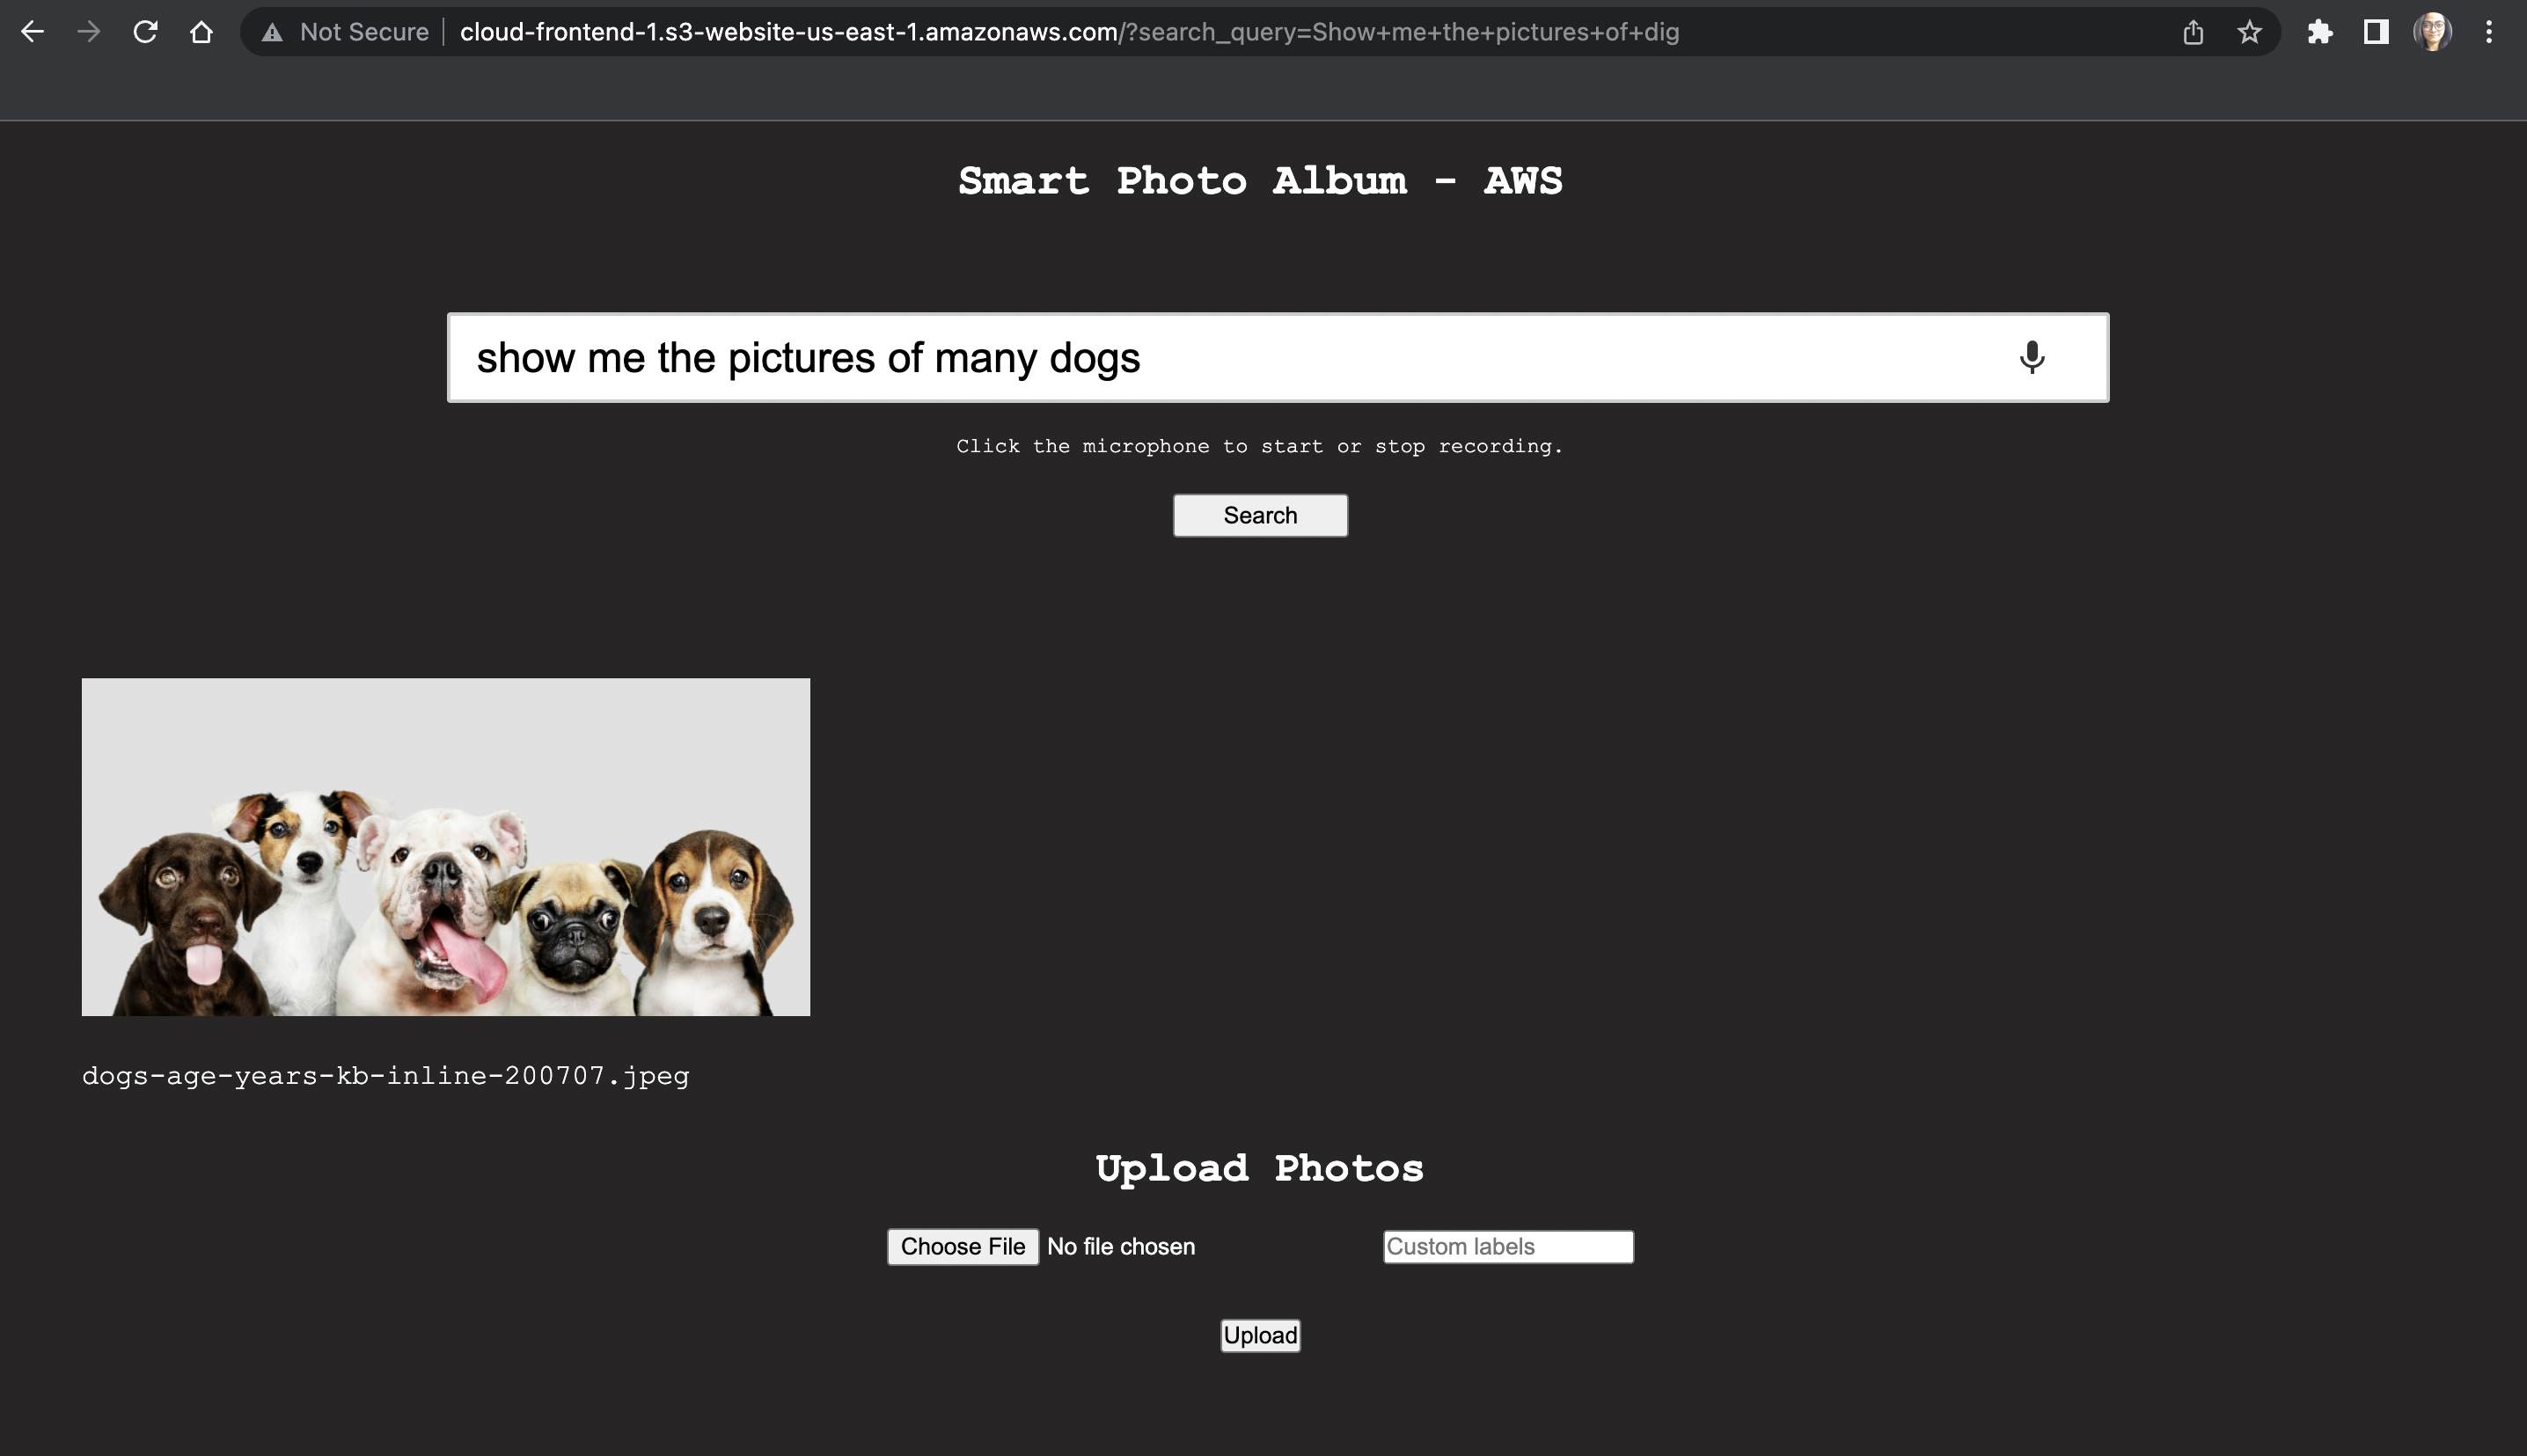 Not Secure cloud-frontend-1.s3-website-us-east-1.amazonaws.com/?search_query=Show+me+the+pictures+of+dig
Smart Photo Album - AWS
show me the pictures of many dogs
Click the microphone to start or stop recording.
Search
dogs-age-years-kb-inline-200707.jpeg
Upload Photos
Choose File No file chosen Custom labels
Upload